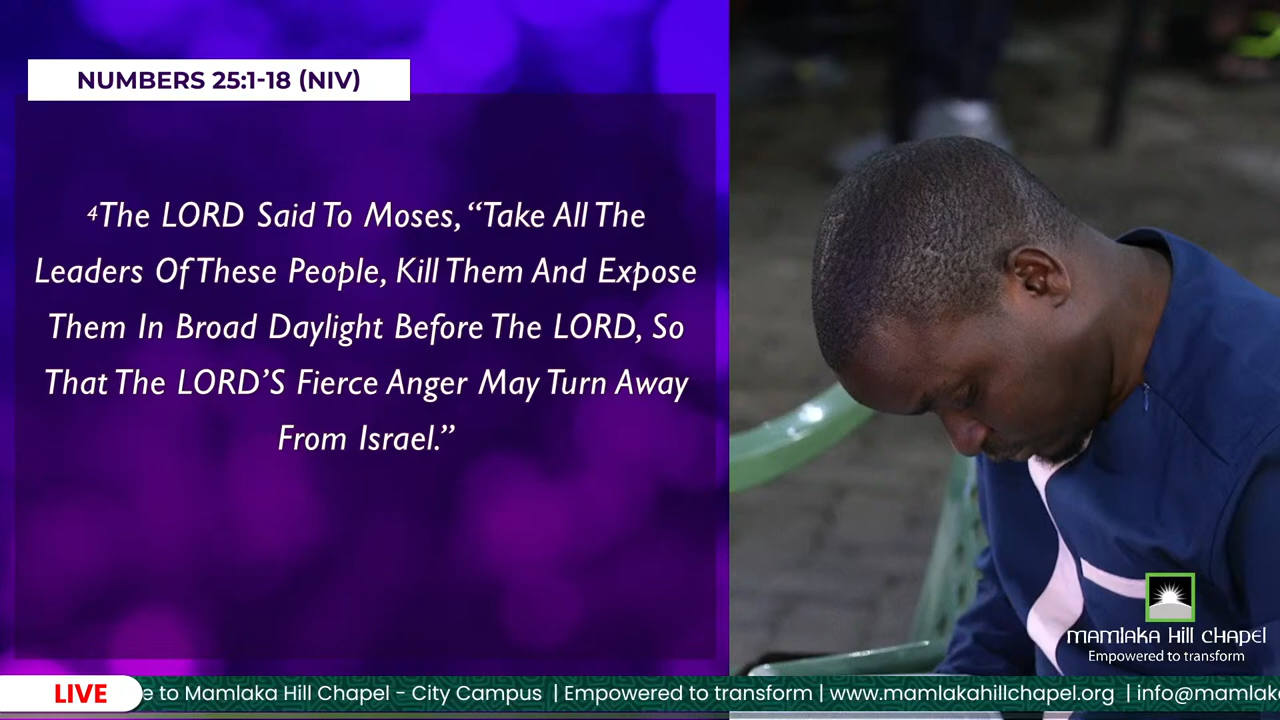 NUMBERS 25:1-18 (NIV)
4The LORD Said To Moses, “Take All The
Leaders Of These People, Kill Them And Expose
Them In Broad Daylight Before The LORD, So
That The LORD’S Fierce Anger May Turn Away
From Israel.”
mamlaka Hill Chapel
Empowered to transform
LIVE
e to Mamlaka Hill Chapel – City Campus | Empowered to transform | www.mamlakahillchapel.org | info@mamlak